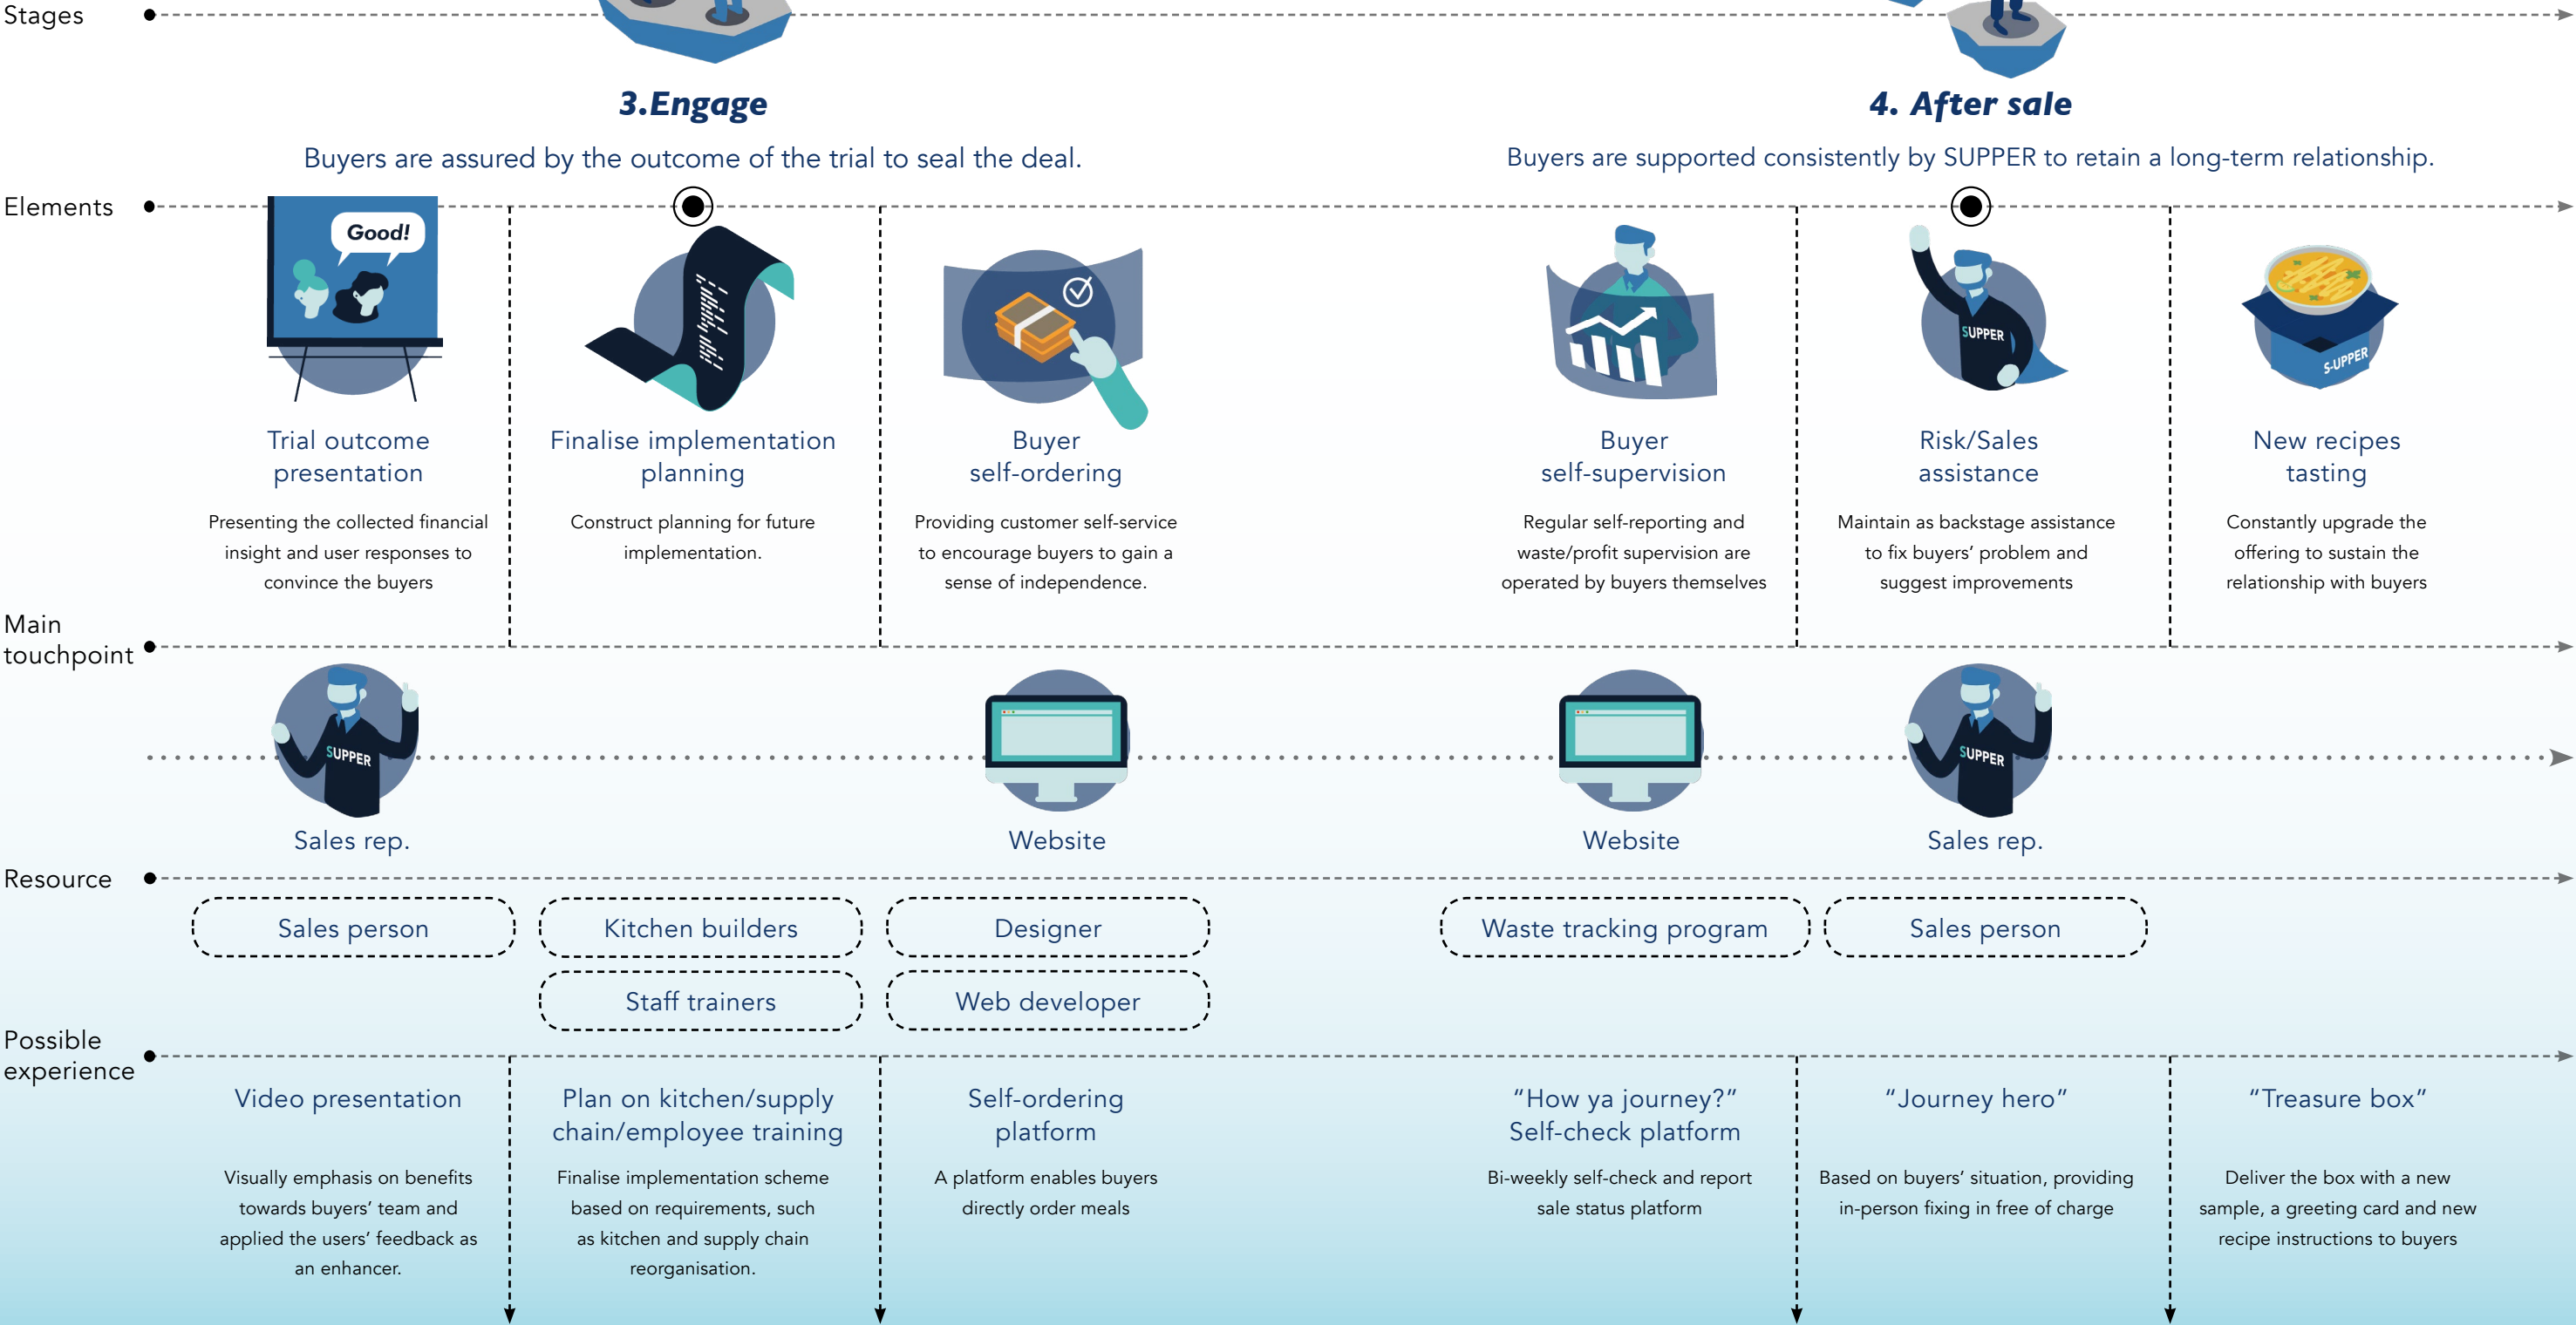 Stages
3.Engage
4. After sale
Buyers are assured by the outcome of the trial to seal the deal.
Buyers are supported consistently by SUPPER to retain a long-term relationship.
Elements
Good!
SUPPER
S-UPPER
Trial outcome
presentation
Presenting the collected financial
insight and user responses to
convince the buyers
Finalise implementation
planning
Construct planning for future
implementation.
Buyer
self-ordering
Providing customer self-service
to encourage buyers to gain a
sense of independence.
Buyer
self-supervision
Regular self-reporting and
waste/profit supervision are
operated by buyers themselves
Risk/Sales
assistance
Maintain as backstage assistance
to fix buyers’ problem and
suggest improvements
New recipes
tasting
Constantly upgrade the
offering to sustain the
relationship with buyers
Main
touchpoint
SUPPER
SUPPER
Sales rep.
Website
Website
Sales rep.
Resource
Sales person
Kitchen builders
Staff trainers
Designer
Web developer
Waste tracking program
Sales person
Possible
experience
Video presentation
Visually emphasis on benefits
towards buyers’ team and
applied the users’ feedback as
an enhancer.
Plan on kitchen/supply
chain/employee training
Finalise implementation scheme
based on requirements, such
as kitchen and supply chain
reorganisation.
Self-ordering
platform
A platform enables buyers
directly order meals
“How ya journey?”
Self-check platform
Bi-weekly self-check and report
sale status platform
“Journey hero”
Based on buyers’ situation, providing
in-person fixing in free of charge
“Treasure box”
Deliver the box with a new
sample, a greeting card and new
recipe instructions to buyers